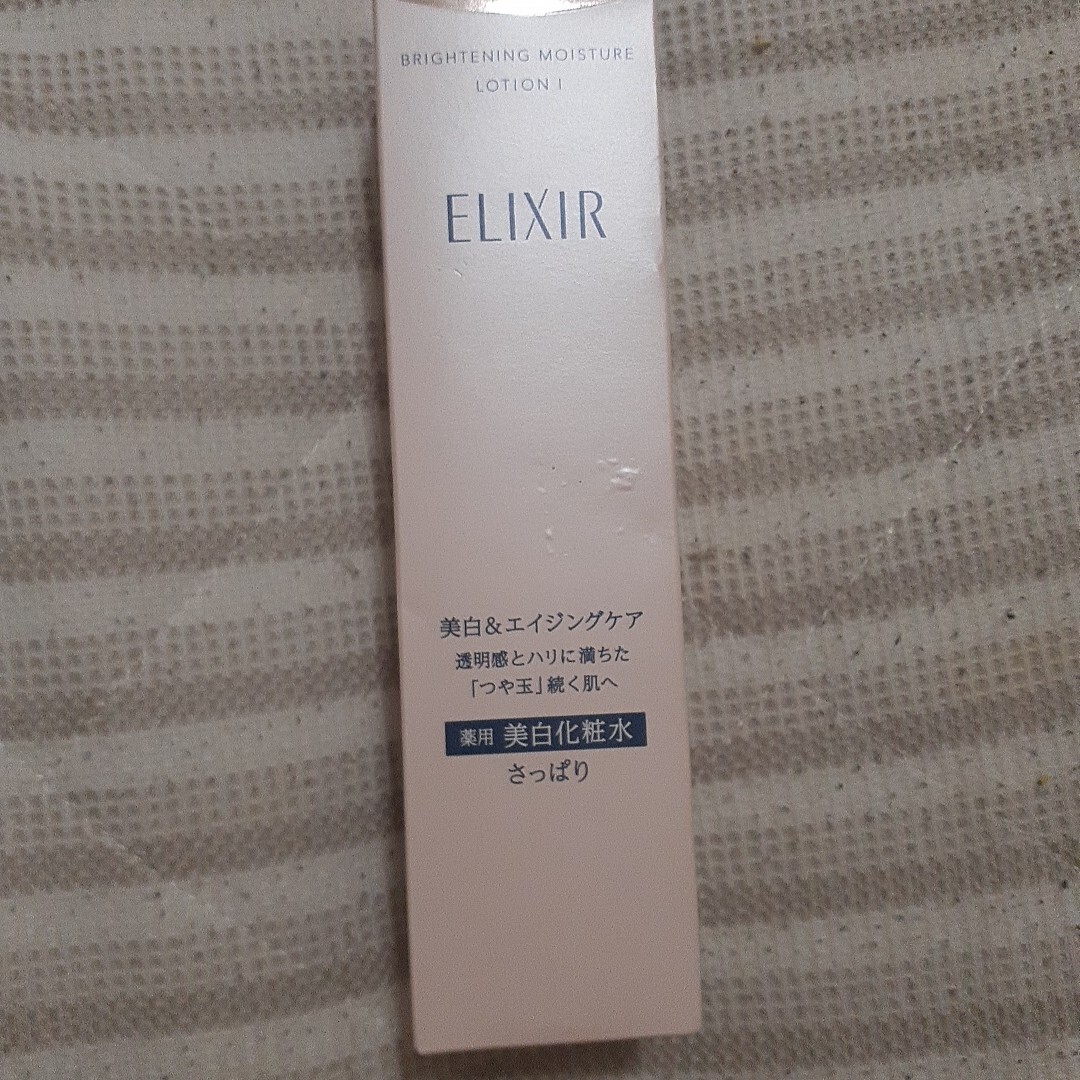 BRIGHTENING MOISTURE
LOTION I
ELIXIR
美白&エイジングケア
透明感とハリに満ちた
「つや玉」続く肌へ
薬用 美白化粧水
さっぱり